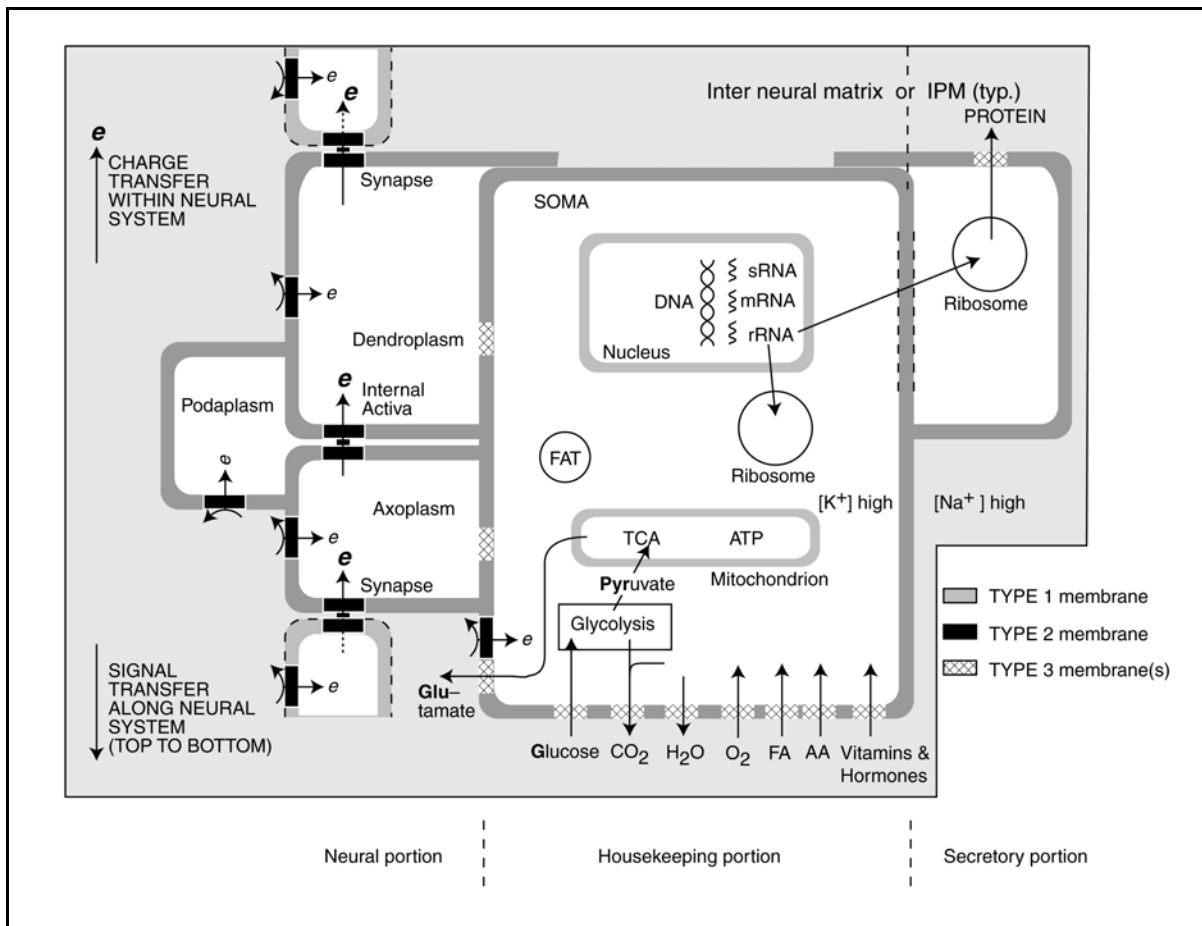 e
e
Inter neural matrix or IPM (typ.)
PROTEIN
e
CHARGE
TRANSFER
WITHIN NEURAL
SYSTEM
Synapse
SOMA
sRNA
DNA
mRNA
rRNA
Nucleus
Ribosome
e
Dendroplasm
e
Internal
Activa
Podaplasm
Ribosome
FAT
e
Axoplasm
[K+] high
[Na+] high
e
TCA
ATP
e
Synapse
Pyruvate
Mitochondrion
Glycolysis
e
TYPE 1 membrane
TYPE 2 membrane
TYPE 3 membrane(s)
SIGNAL
TRANSFER
ALONG NEURAL
SYSTEM
(TOP TO BOTTOM)
e
Glu–
tamate
Glucose
CO2
H2O
O2
FA
AA
Vitamins &
Hormones
Neural portion
Housekeeping portion
Secretory portion